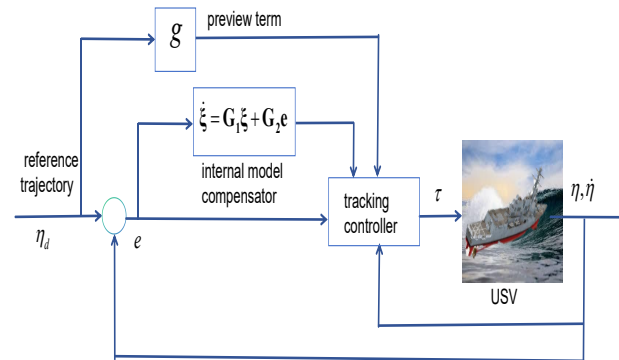 preview term
g
ξ̇ = G₁ξ + G₂e
internal model
compensator
reference
trajectory
η_d
e
tracking
controller
τ
η, η̇
USV